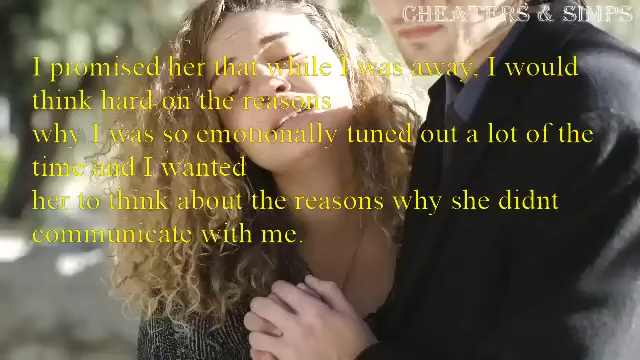 CHEATERS & SIMPS
I promised her that while I was away, I would
think hard on the reasons
why I was so emotionally tuned out a lot of the
time and I wanted
her to think about the reasons why she didnt
communicate with me.